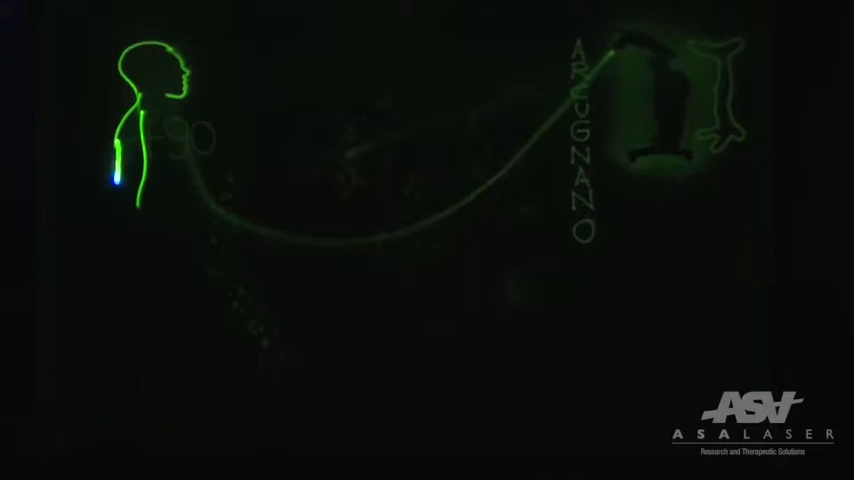 90
ARCUGNANO
ASA
ASALASER
Research and Therapeutic Solutions